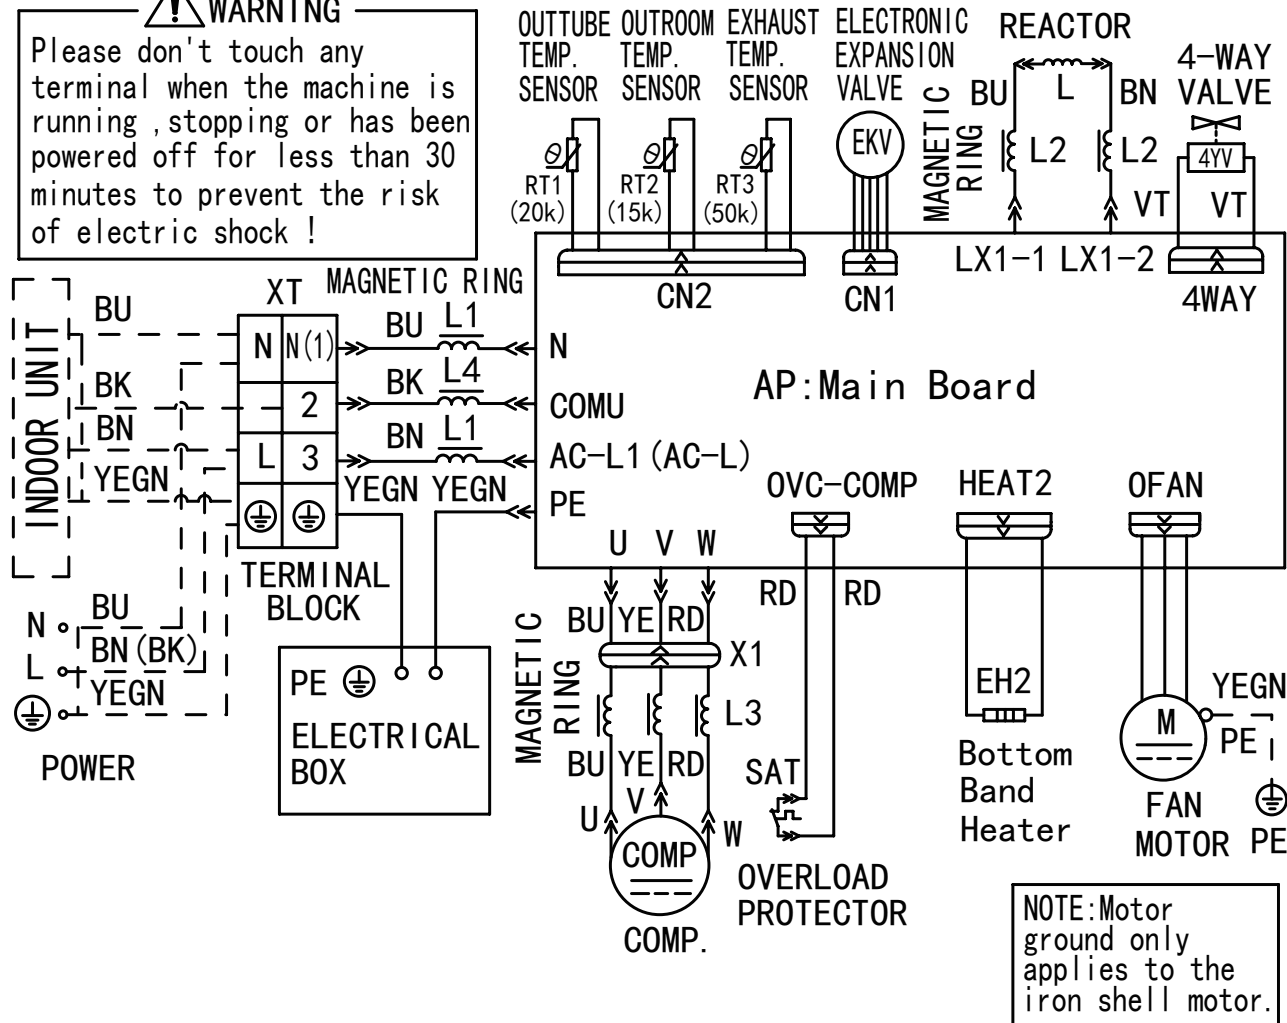 WARNING
Please don't touch any
terminal when the machine is
running ,stopping or has been
powered off for less than 30
minutes to prevent the risk
of electric shock !
OUTTUBE
TEMP.
SENSOR
OUTROOM
TEMP.
SENSOR
EXHAUST
TEMP.
SENSOR
ELECTRONIC
EXPANSION
VALVE
REACTOR
4-WAY
VALVE
MAGNETIC
RING
BU
L
BN
L2
L2
4YV
VT
VT
θ
RT1
(20k)
θ
RT2
(15k)
θ
RT3
(50k)
EKV
LX1-1
LX1-2
CN2
CN1
4WAY
INDOOR UNIT
BU
BK
BN
YEGN
XT
N
N(1)
2
L
3
TERMINAL
BLOCK
MAGNETIC RING
BU
L1
BK
L4
BN
L1
YEGN
YEGN
N
COMU
AC-L1(AC-L)
PE
AP:Main Board
OVC-COMP
HEAT2
OFAN
U
V
W
N
BU
L
BN(BK)
YEGN
POWER
PE
ELECTRICAL
BOX
MAGNETIC
RING
BU
YE
RD
X1
L3
BU
YE
RD
U
V
W
COMP
COMP.
RD
RD
SAT
OVERLOAD
PROTECTOR
EH2
Bottom
Band
Heater
M
FAN
MOTOR
YEGN
PE
PE
NOTE:Motor
ground only
applies to the
iron shell motor.